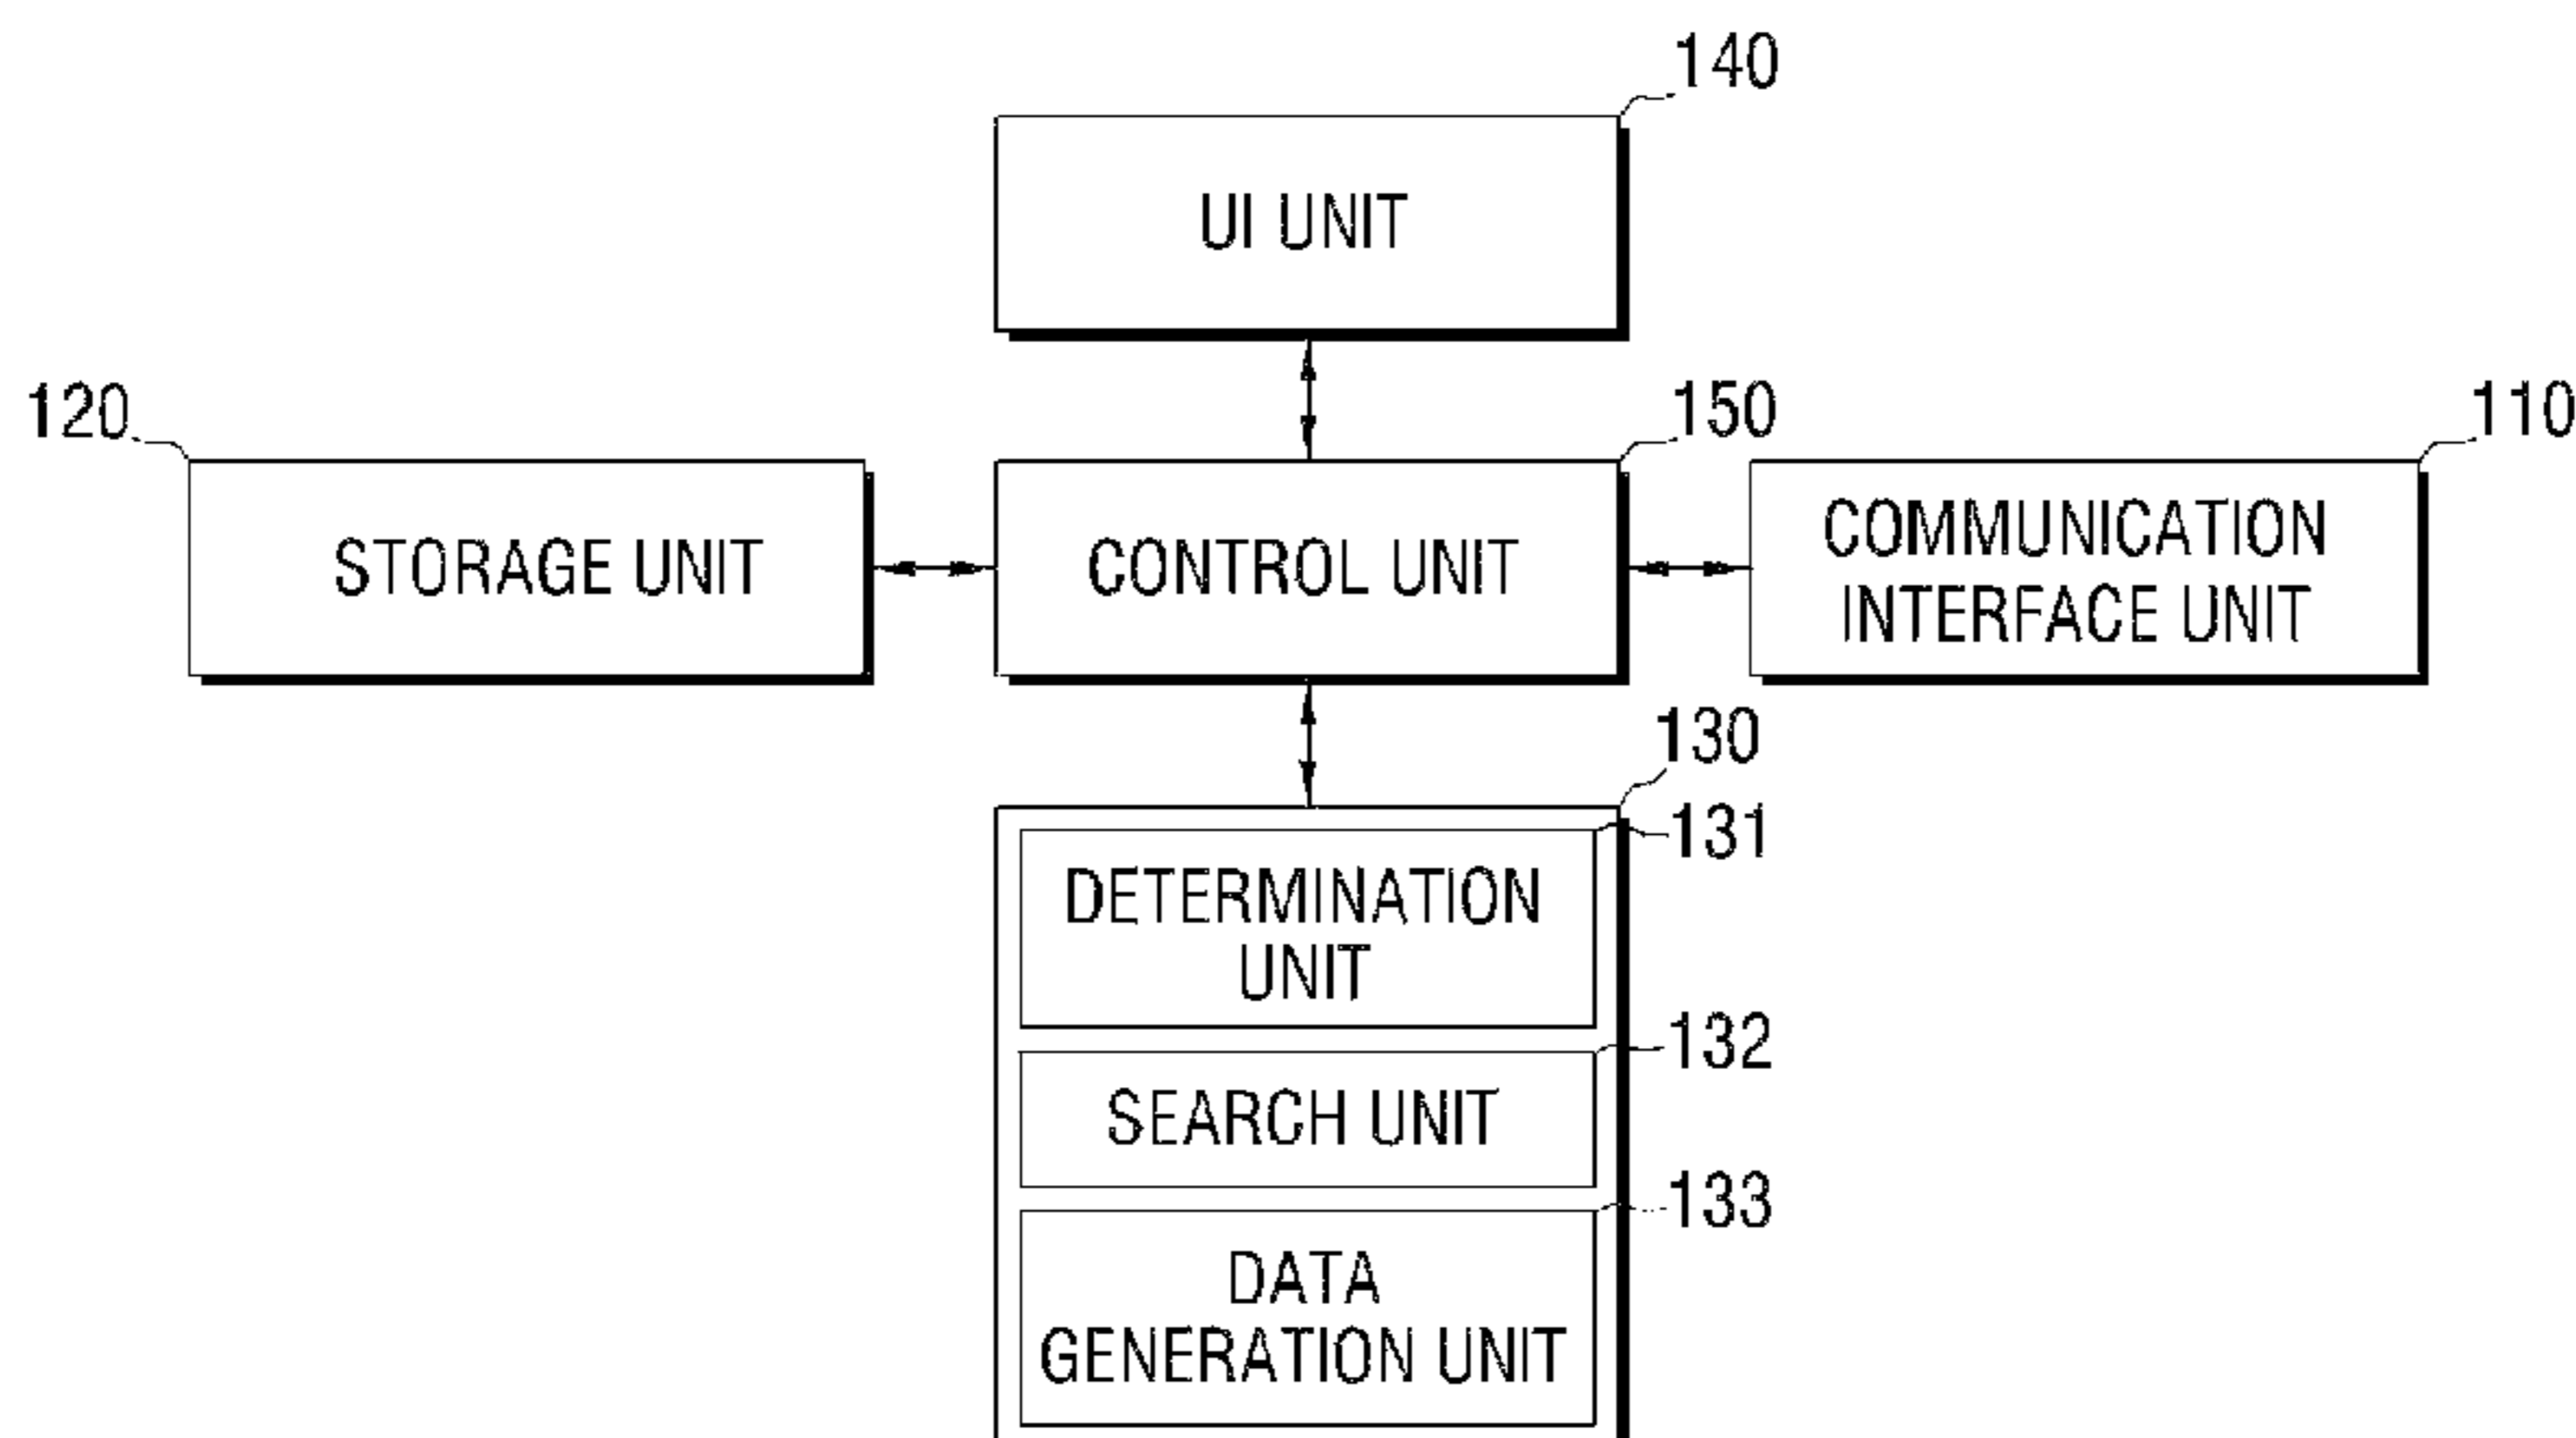 140
UI UNIT
120
150
110
STORAGE UNIT
CONTROL UNIT
COMMUNICATION
INTERFACE UNIT
130
131
DETERMINATION
UNIT
132
SEARCH UNIT
133
DATA
GENERATION UNIT